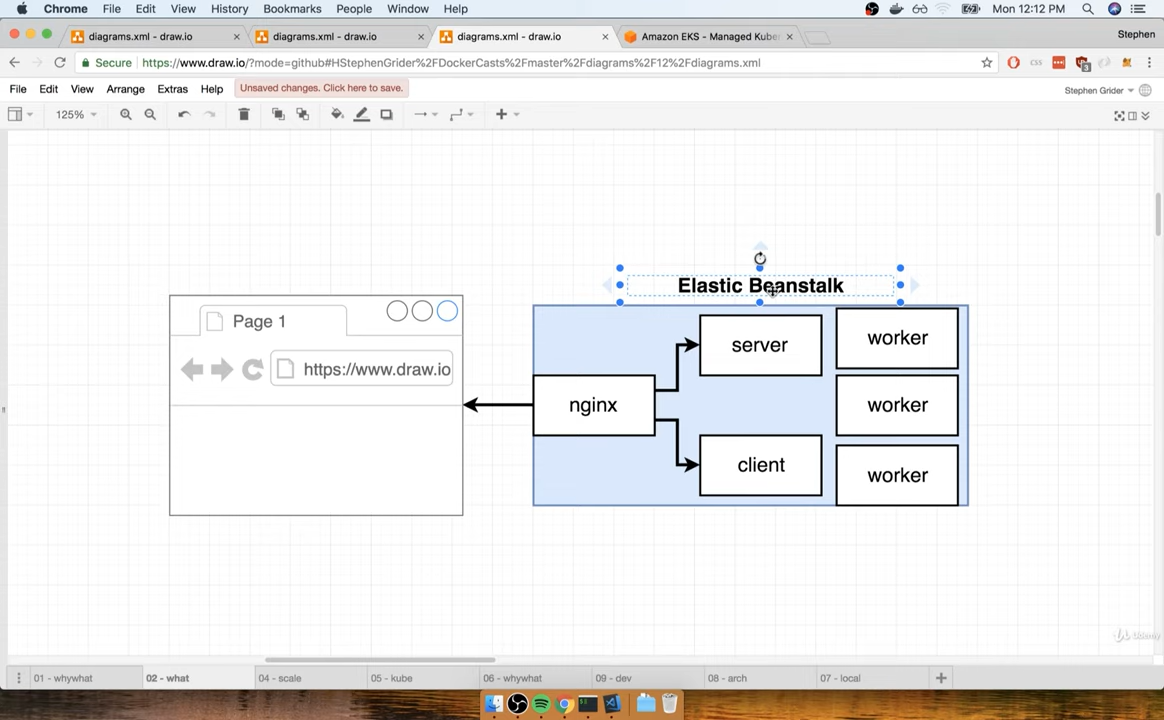 Chrome File Edit View History Bookmarks People Window Help Mon 12:12 PM
diagrams.xml - draw.io diagrams.xml - draw.io diagrams.xml - draw.io Amazon EKS - Managed Kube Stephen
Secure https://www.draw.io/?mode=github#HStephenGrider%2FDockerCasts%2Fmaster%2Fdiagrams%2F12%2Fdiagrams.xml css 3
File Edit View Arrange Extras Help Unsaved changes. Click here to save. Stephen Grider
125%
Elastic Beanstalk
Page 1
https://www.draw.io
nginx
server
client
worker
worker
worker
Udemy
01 - whywhat 02 - what 04 - scale 05 - kube 06 - whywhat 09 - dev 08 - arch 07 - local